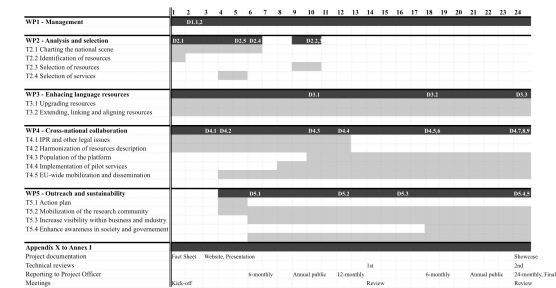 1 2 3 4 5 6 7 8 9 10 11 12 13 14 15 16 17 18 19 20 21 22 23 24
WP1 - Management D1.1,2
WP2 - Analysis and selection D2.1 D2.5 D2.4 D2.2,3
T2.1 Charting the national scene
T2.2 Identification of resources
T2.3 Selection of resources
T2.4 Selection of services
WP3 - Enhacing language resources D3.1 D3.2 D3.3
T3.1 Upgrading resources
T3.2 Extending, linking and aligning resources
WP4 - Cross-national collaboration D4.1 D4.2 D4.3 D4.4 D4.5,6 D4.7,8,9
T4.1 IPR and other legal issues
T4.2 Harmonization of resources description
T4.3 Population of the platform
T4.4 Implementation of pilot services
T4.5 EU-wide mobilization and dissemination
WP5 - Outreach and sustainability D5.1 D5.2 D5.3 D5.4,5
T5.1 Action plan
T5.2 Mobilization of the research community
T5.3 Increase visibility within business and industry
T5.4 Enhance awareness in society and governement
Appendix X to Annex I
Project documentation Fact Sheet Website, Presentation Showcase
Technical reviews 1st 2nd
Reporting to Project Officer 6-monthly Annual public 12-monthly 6-monthly Annual public 24-monthly, Final
Meetings Kick-off Review Review